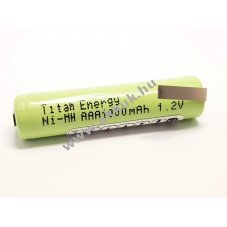 Titan Energy
Ni-MH AAA1000mAh 1.2V